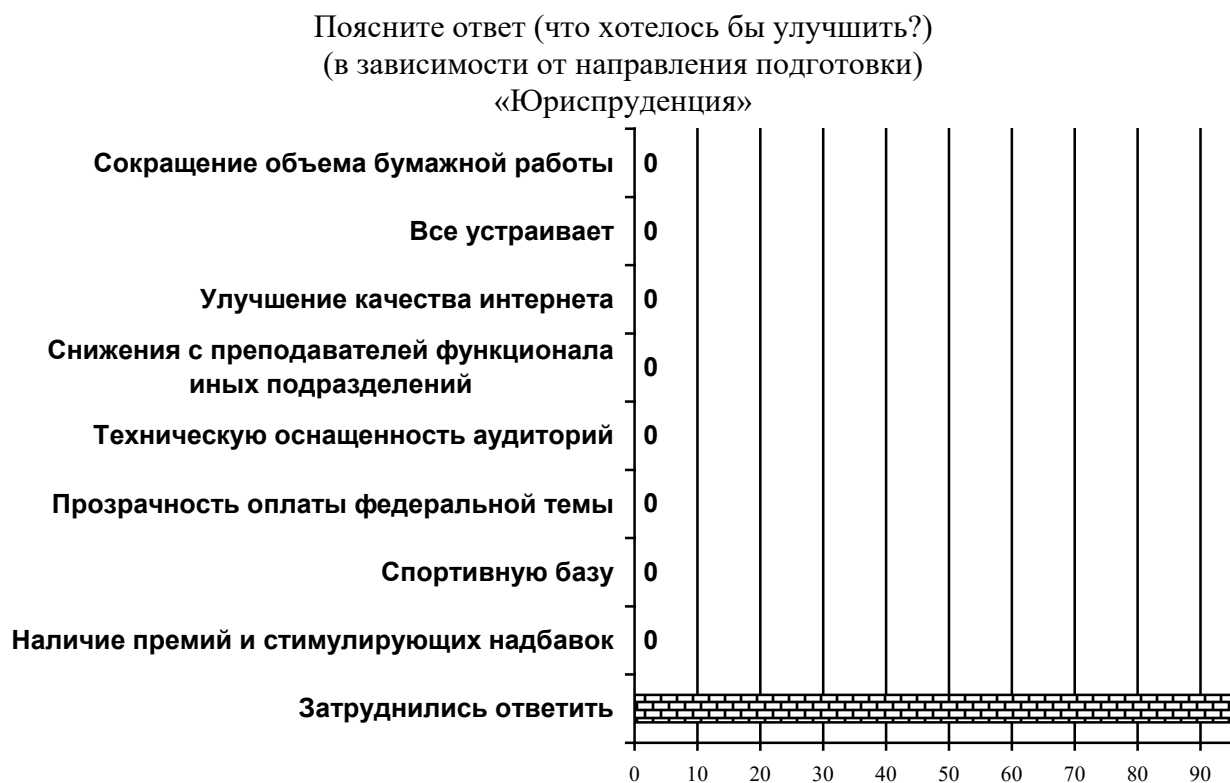 Поясните ответ (что хотелось бы улучшить?)
(в зависимости от направления подготовки)
«Юриспруденция»
Сокращение объема бумажной работы 0
Все устраивает 0
Улучшение качества интернета 0
Снижения с преподавателей функционала
иных подразделений 0
Техническую оснащенность аудиторий 0
Прозрачность оплаты федеральной темы 0
Спортивную базу 0
Наличие премий и стимулирующих надбавок 0
Затруднились ответить
0 10 20 30 40 50 60 70 80 90